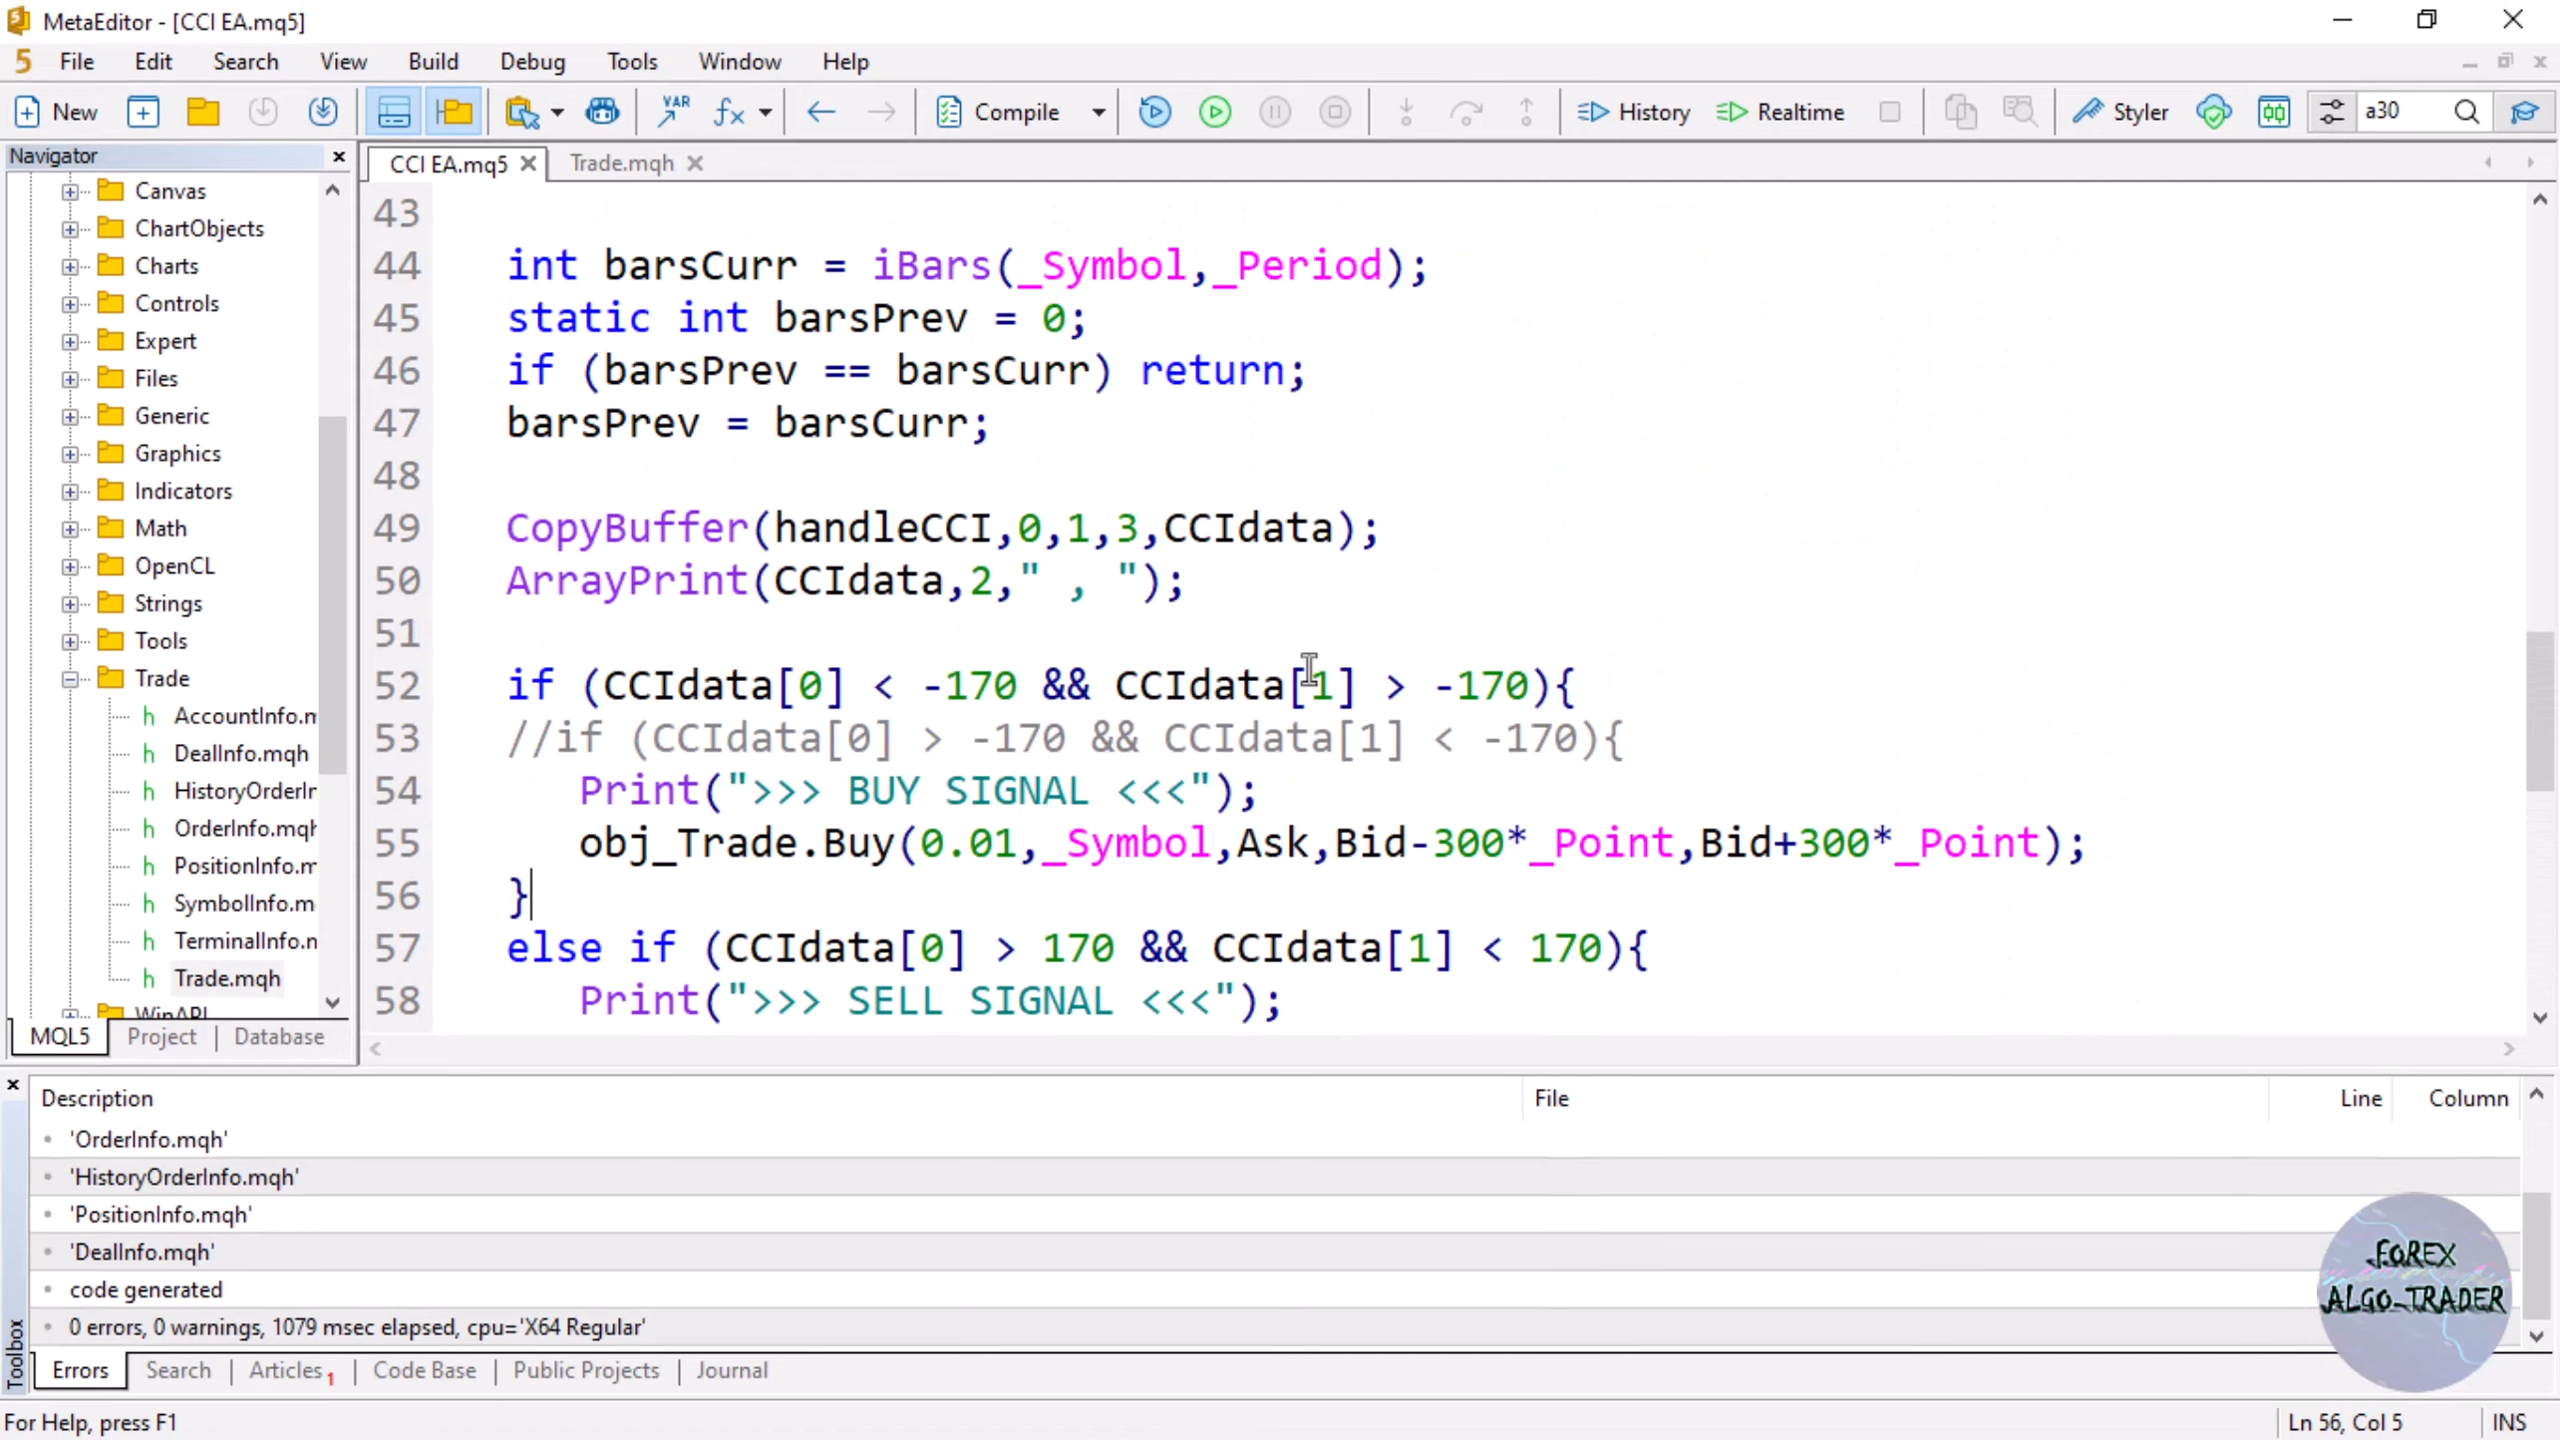 MetaEditor - [CCI EA.mq5]
5 File Edit Search View Build Debug Tools Window Help
New VAR fx Compile History Realtime Styler a30
Navigator
Canvas
ChartObjects
Charts
Controls
Expert
Files
Generic
Graphics
Indicators
Math
OpenCL
Strings
Tools
Trade
h AccountInfo.m
h DealInfo.mqh
h HistoryOrderIr
h OrderInfo.mqh
h PositionInfo.m
h SymbolInfo.m
h TerminalInfo.n
h Trade.mqh
WinAPI
MQL5 | Project | Database
CCI EA.mq5 Trade.mqh
43
44 int barsCurr = iBars(_Symbol,_Period);
45 static int barsPrev = 0;
46 if (barsPrev == barsCurr) return;
47 barsPrev = barsCurr;
48
49 CopyBuffer(handleCCI,0,1,3,CCIdata);
50 ArrayPrint(CCIdata,2," , ");
51
52 if (CCIdata[0] < -170 && CCIdata[1] > -170){
53 //if (CCIdata[0] > -170 && CCIdata[1] < -170){
54 Print(">>> BUY SIGNAL <<<");
55 obj_Trade.Buy(0.01,_Symbol,Ask,Bid-300*_Point,Bid+300*_Point);
56 }
57 else if (CCIdata[0] > 170 && CCIdata[1] < 170){
58 Print(">>> SELL SIGNAL <<<");
Description File Line Column
'OrderInfo.mqh'
'HistoryOrderInfo.mqh'
'PositionInfo.mqh'
'DealInfo.mqh'
code generated
0 errors, 0 warnings, 1079 msec elapsed, cpu='X64 Regular'
Toolbox
Errors | Search | Articles 1 | Code Base | Public Projects | Journal
FOREX
ALGO-TRADER
For Help, press F1
Ln 56, Col 5 INS